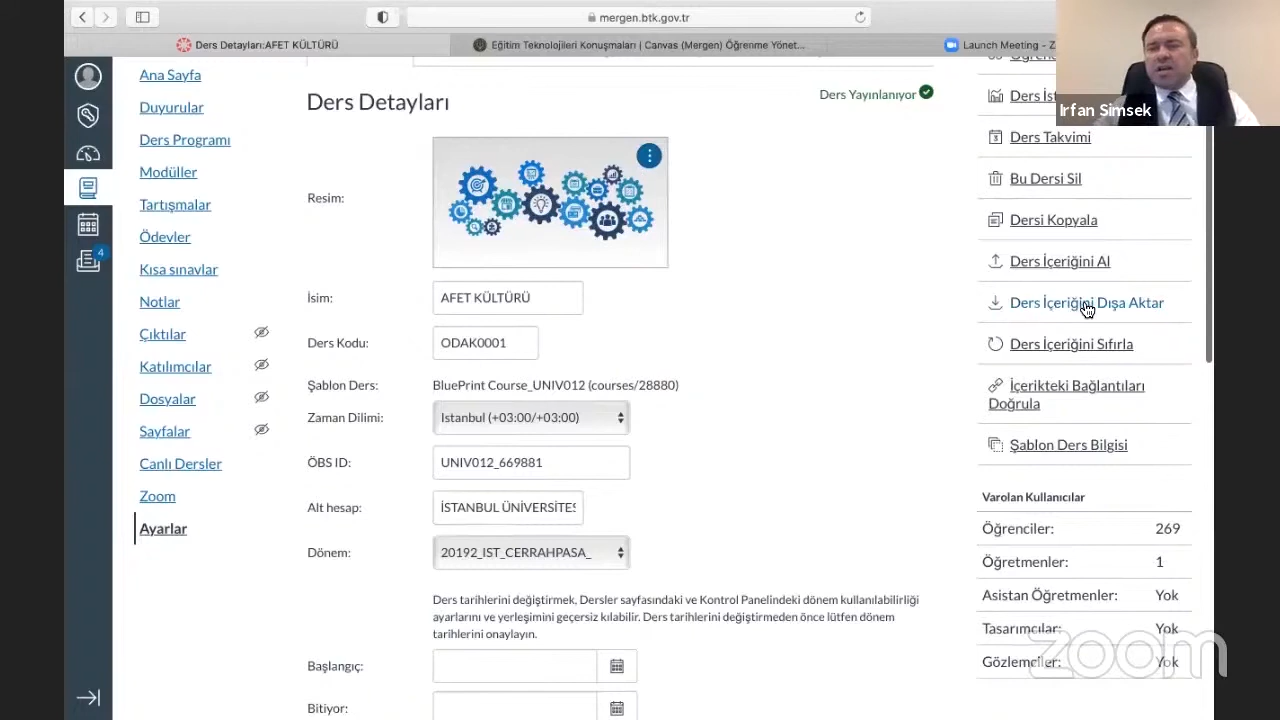 mergen.btk.gov.tr
Ders Detayları:AFET KÜLTÜRÜ
Eğitim Teknolojileri Konuşmaları | Canvas (Mergen) Öğrenme Yönet...
Launch Meeting - Z
Irfan Simsek
Ana Sayfa
Duyurular
Ders Programı
Modüller
Tartışmalar
Ödevler
Kısa sınavlar
Notlar
Çıktılar
Katılımcılar
Dosyalar
Sayfalar
Canlı Dersler
Zoom
Ayarlar
4
Ders Detayları
Ders Yayınlanıyor
Resim:
İsim:
AFET KÜLTÜRÜ
Ders Kodu:
ODAK0001
Şablon Ders:
BluePrint Course_UNIV012 (courses/28880)
Zaman Dilimi:
Istanbul (+03:00/+03:00)
ÖBS ID:
UNIV012_669881
Alt hesap:
İSTANBUL ÜNİVERSİTES
Dönem:
20192_IST_CERRAHPASA_
Ders tarihlerini değiştirmek, Dersler sayfasındaki ve Kontrol Panelindeki dönem kullanılabilirliği
ayarlarını ve yerleşimini geçersiz kılabilir. Ders tarihlerini değiştirmeden önce lütfen dönem
tarihlerini onaylayın.
Başlangıç:
Bitiyor:
Ders İst
Ders Takvimi
Bu Dersi Sil
Dersi Kopyala
Ders İçeriğini Al
Ders İçeriğini Dışa Aktar
Ders İçeriğini Sıfırla
İçerikteki Bağlantıları
Doğrula
Şablon Ders Bilgisi
Varolan Kullanıcılar
Öğrenciler: 269
Öğretmenler: 1
Asistan Öğretmenler: Yok
Tasarımcılar: Yok
Gözlemciler: Yok
zoom